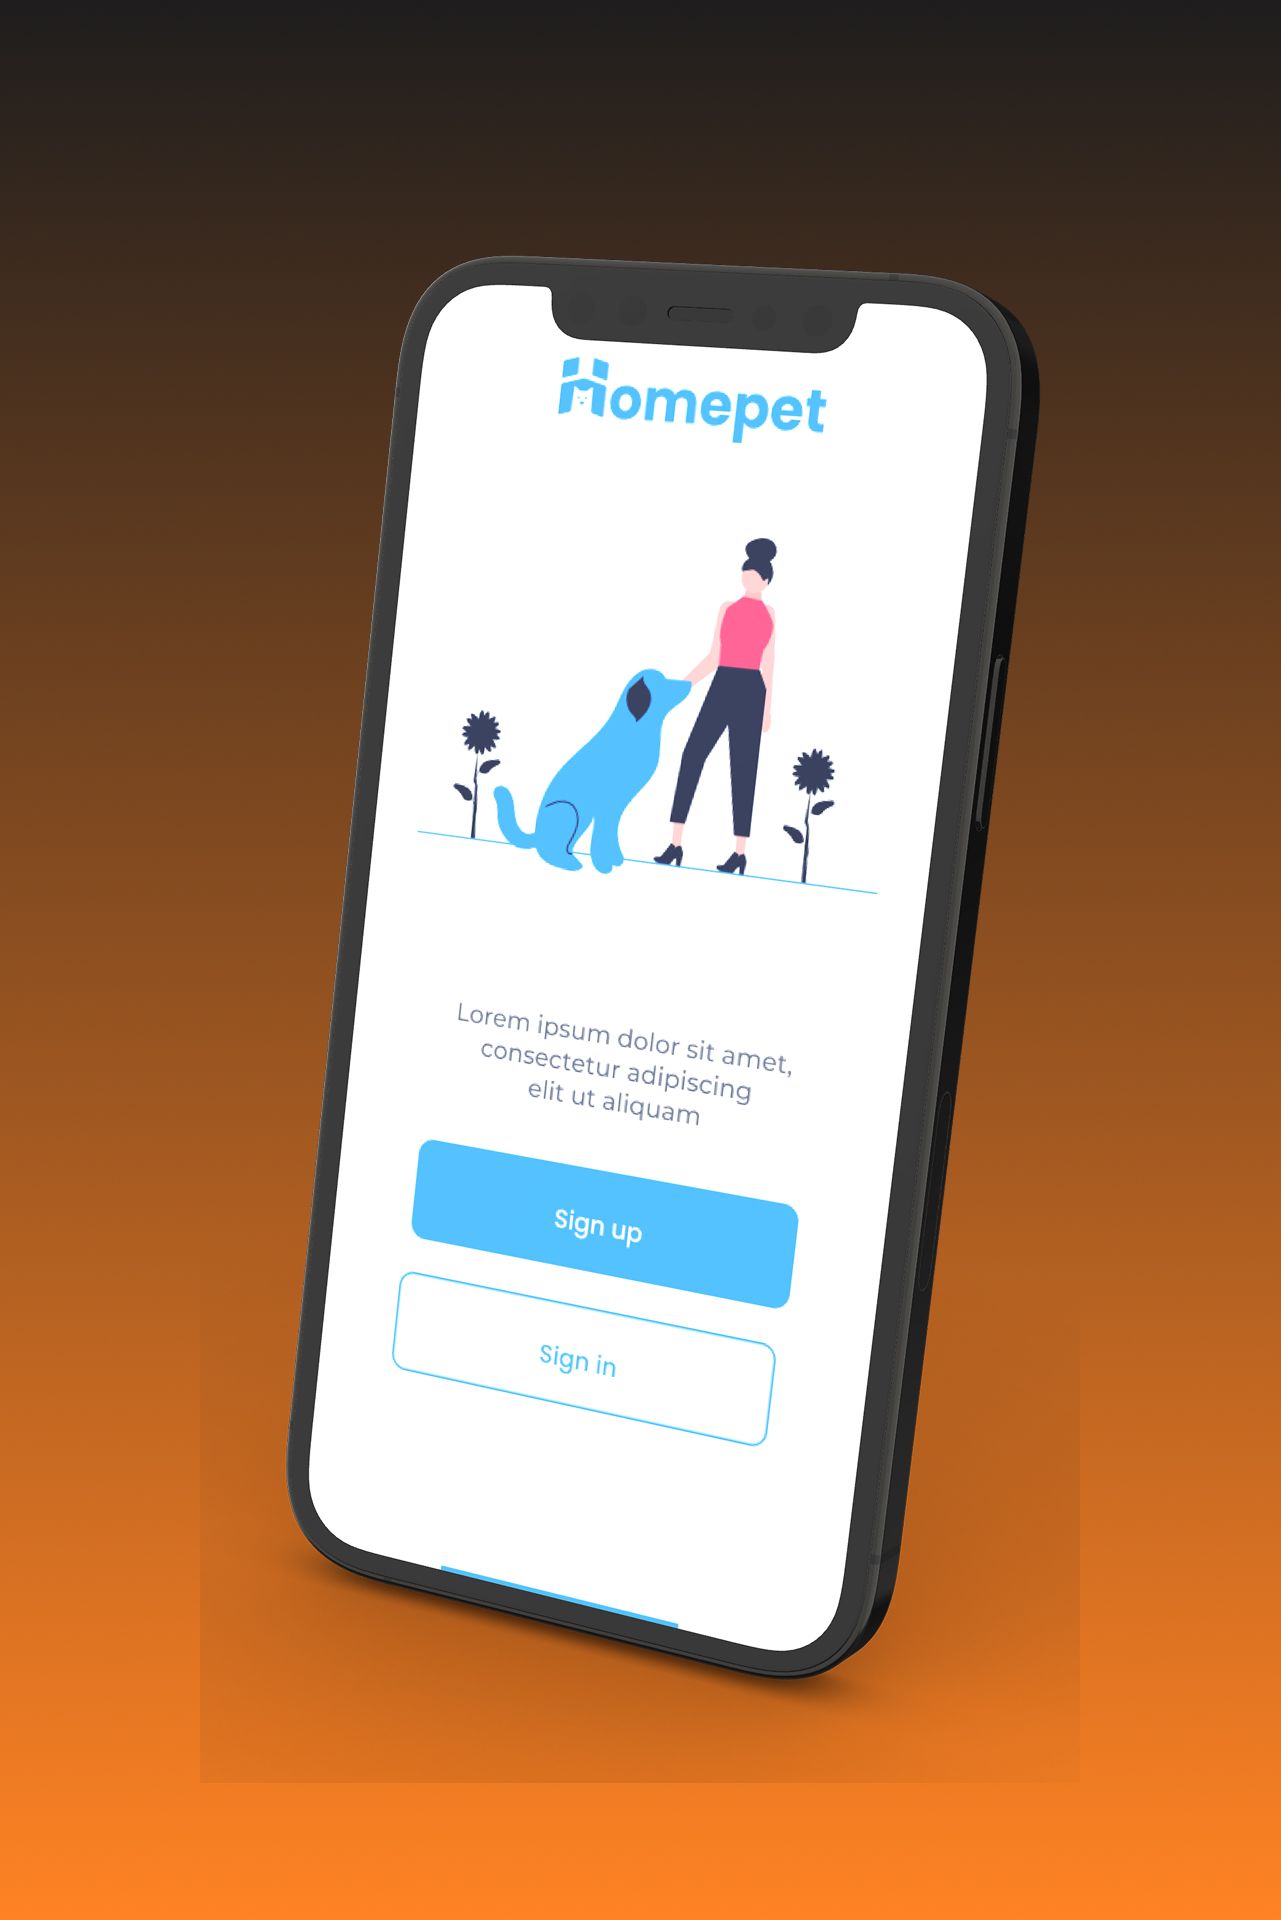 Homepet
Lorem ipsum dolor sit amet,
consectetur adipiscing
elit ut aliquam
Sign up
Sign in